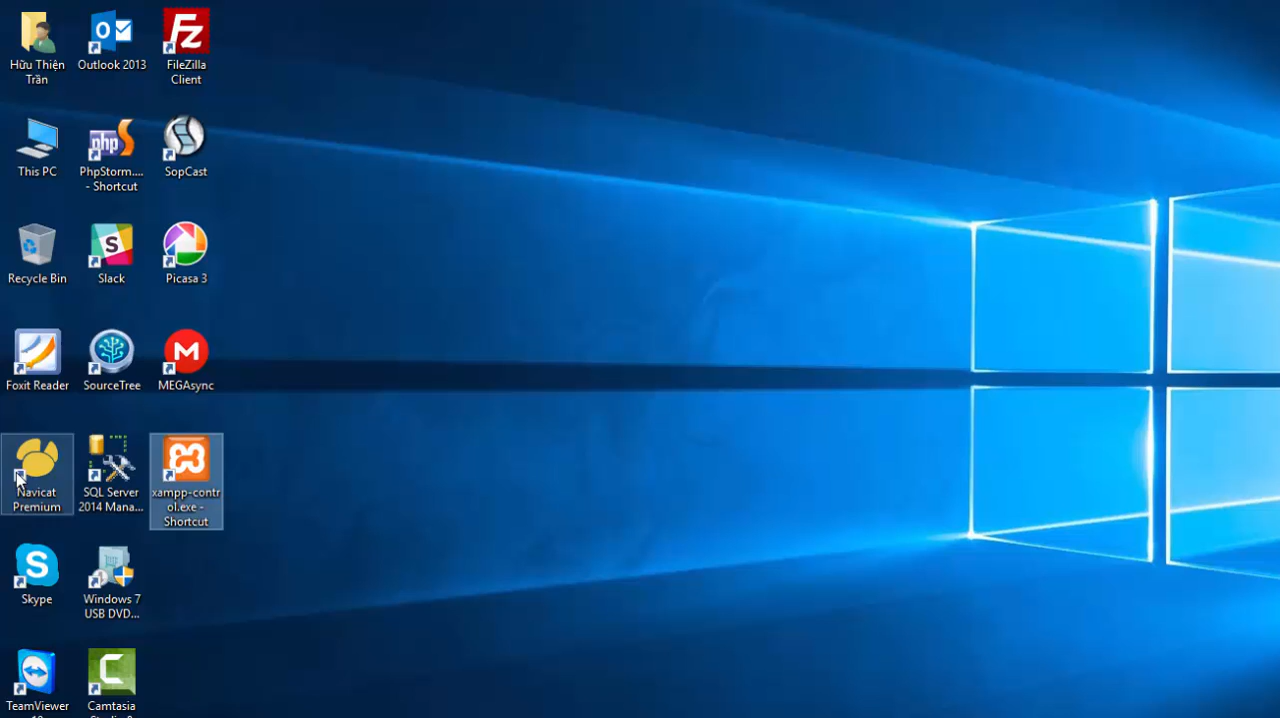 Hữu Thiện
Trần
Outlook 2013
FileZilla
Client
This PC
PhpStorm....
- Shortcut
SopCast
Recycle Bin
Slack
Picasa 3
Foxit Reader
SourceTree
MEGAsync
Navicat
Premium
SQL Server
2014 Mana...
xampp-contr
ol.exe -
Shortcut
Skype
Windows 7
USB DVD...
TeamViewer
Camtasia